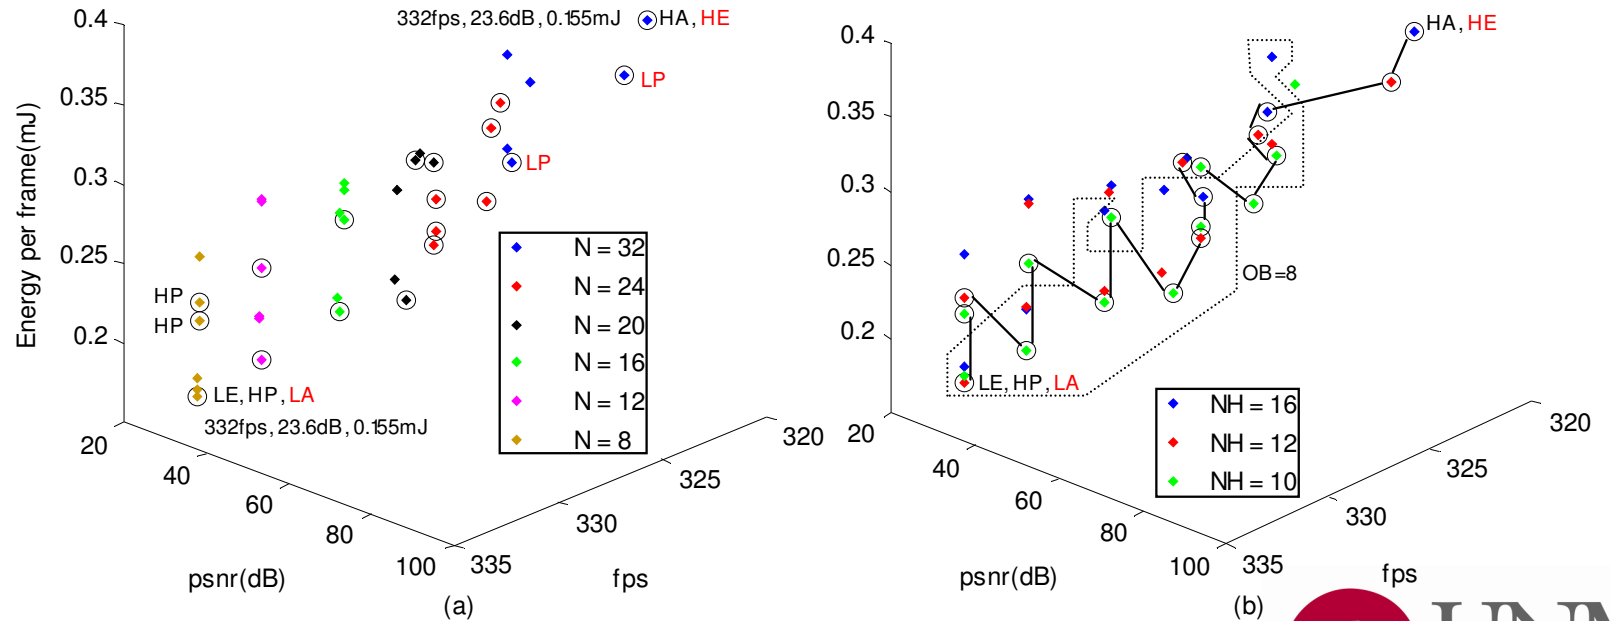 0.4
332fps, 23.6dB, 0.155mJ
HA, HE
LP
0.35
Energy per frame(mJ)
0.3
LP
0.25
HP
HP
0.2
LE, HP, LA
332fps, 23.6dB, 0.155mJ
N = 32
N = 24
N = 20
N = 16
N = 12
N = 8
20
40
60
80
100
psnr(dB)
320
325
330
335
fps
(a)
0.4
HA, HE
0.35
0.3
0.25
OB=8
0.2
LE, HP, LA
NH = 16
NH = 12
NH = 10
20
40
60
80
100
psnr(dB)
320
325
330
335
fps
(b)